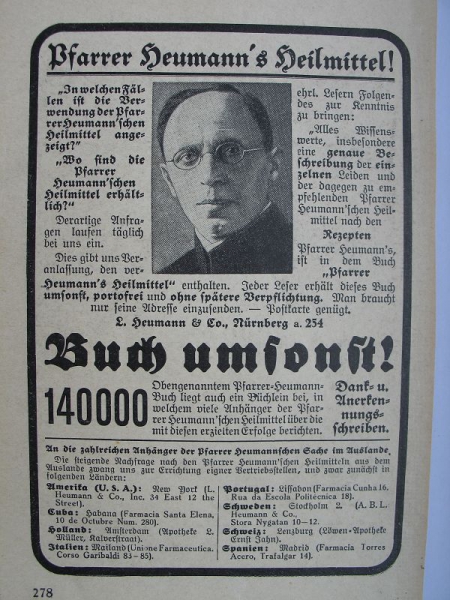 Pfarrer Heumann's Heilmittel!
„In welchen Fäl-
len ist die Ver-
wendung der Pfar-
rer Heumann'schen
Heilmittel ange-
zeigt?"
„Wo sind die
Pfarrer
Heumann'schen
Heilmittel erhält-
lich?"
Derartige Anfra-
gen laufen täglich
bei uns ein.
Dies gibt uns Ver-
anlassung, den ver-
ehrl. Lesern Folgen-
des zur Kenntnis
zu bringen:
„Alles Wissens-
werte, insbesondere
eine genaue Be-
schreibung der ein-
zelnen Leiden und
der dagegen zu em-
pfehlenden Pfarrer
Heumann'schen Heil-
mittel nach den
Rezepten
Pfarrer Heumann's,
ist in dem Buch
„Pfarrer
Heumann's Heilmittel" enthalten. Jeder Leser erhält dieses Buch
umsonst, portofrei und ohne spätere Verpflichtung. Man braucht
nur seine Adresse einzusenden. — Postkarte genügt.
L. Heumann & Co., Nürnberg a. 254
Buch umsonst!
140000
Obengenanntem Pfarrer-Heumann-
Buch liegt auch ein Büchlein bei, in
welchem viele Anhänger der Pfar-
rer Heumann'schen Heilmittel über die
mit diesen erzielten Erfolge berichten.
Dank- u.
Anerken-
nungs-
schreiben.
An die zahlreichen Anhänger der Pfarrer Heumannschen Sache im Auslande.
Die steigende Nachfrage nach den Pfarrer Heumann'schen Heilmitteln aus dem
Auslande zwang uns zur Errichtung eigner Vertriebstellen, und zwar zunächst in
folgenden Ländern:
Amerika (U. S. A.): New York (L.
Heumann & Co., Inc. 34 East 12 the
Street).
Cuba: Habana (Farmacia Santa Elena,
10 de Octubre Num. 280).
Holland: Amsterdam (Apotheke L.
Müller, Kalverstraat).
Italien: Mailand (Unione Farmaceutica.
Corso Garibaldi 83–85).
Portugal: Lissabon (Farmacia Cunha 16.
Rua da Escola Politecnica 18).
Schweden: Stockholm 2. (A. B. L.
Heumann & Co.
Stora Nygatan 10–12.
Schweiz: Lenzburg (Löwen-Apotheke
Ernst Jahn).
Spanien: Madrid (Farmacia Torres
Acero, Trafalgar 14).
278